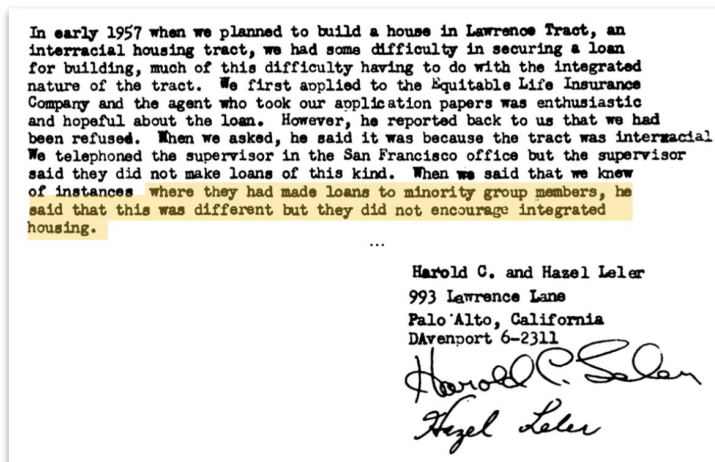 In early 1957 when we planned to build a house in Lawrence Tract, an
interracial housing tract, we had some difficulty in securing a loan
for building, much of this difficulty having to do with the integrated
nature of the tract. We first applied to the Equitable Life Insurance
Company and the agent who took our application papers was enthusiastic
and hopeful about the loan. However, he reported back to us that we had
been refused. When we asked, he said it was because the tract was interracial
We telephoned the supervisor in the San Francisco office but the supervisor
said they did not make loans of this kind. When we said that we knew
of instances where they had made loans to minority group members, he
said that this was different but they did not encourage integrated
housing.
...
Harold C. and Hazel Leler
993 Lawrence Lane
Palo Alto, California
DAvenport 6-2311
Harold C. Leler
Hazel Leler